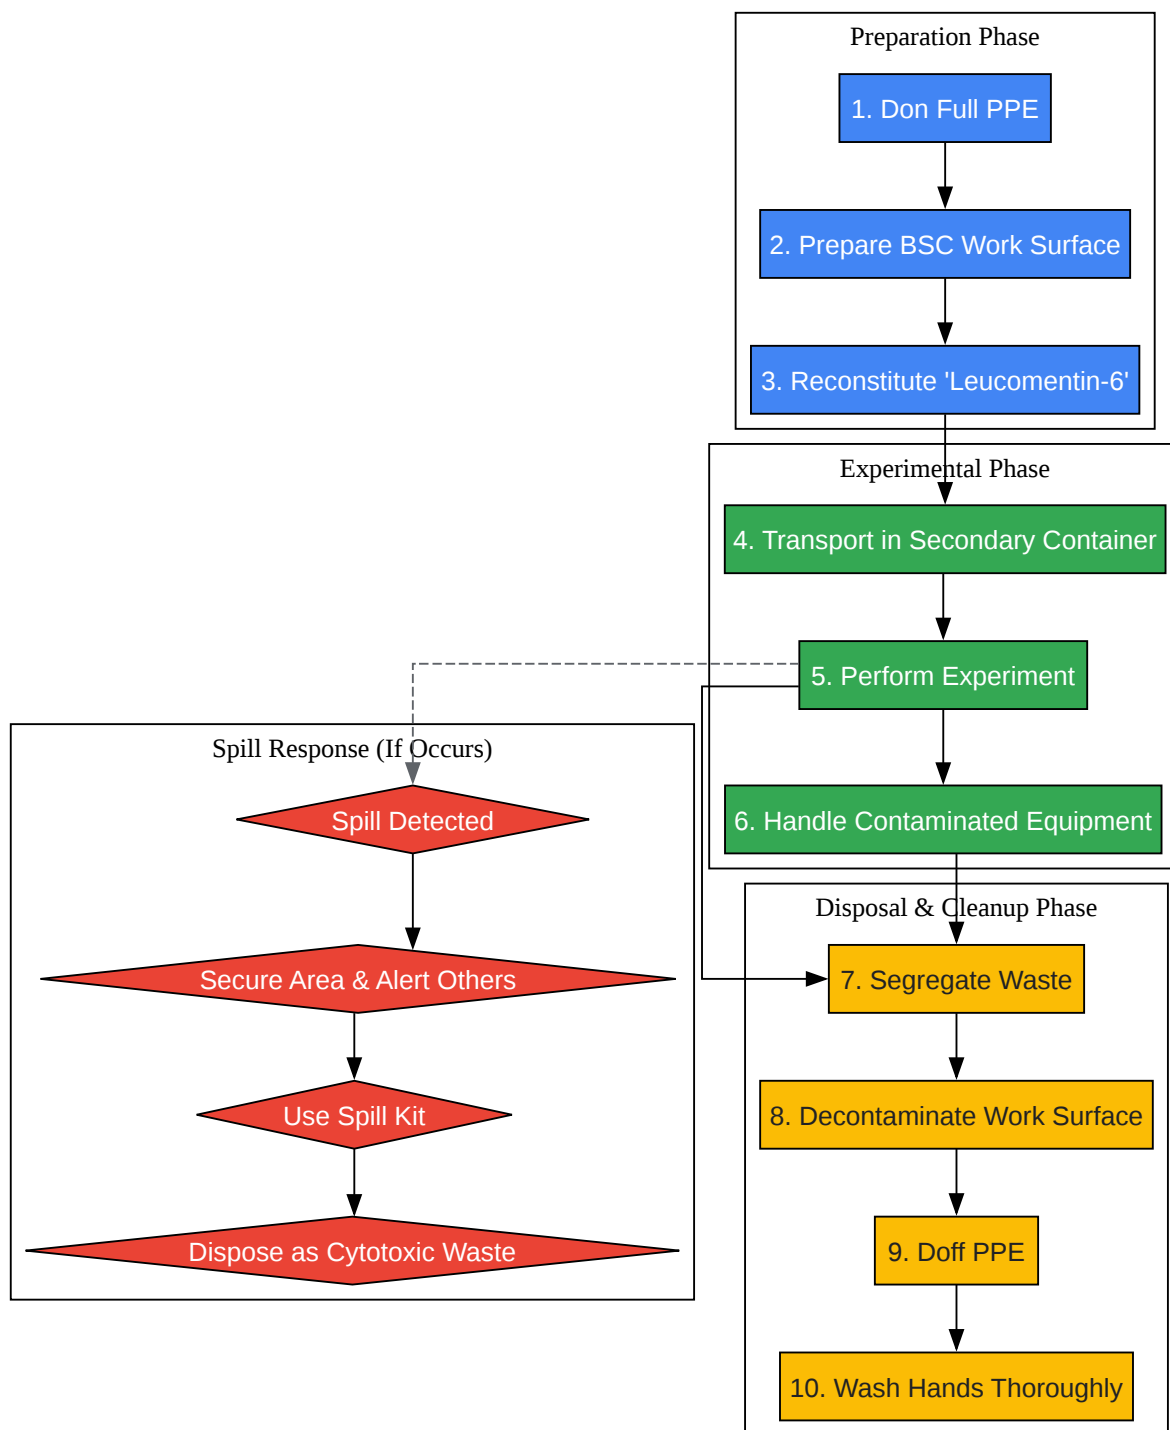 Preparation Phase
1. Don Full PPE
2. Prepare BSC Work Surface
3. Reconstitute 'Leucomentin-6'
Experimental Phase
4. Transport in Secondary Container
5. Perform Experiment
6. Handle Contaminated Equipment
Spill Response (If Occurs)
Spill Detected
Secure Area & Alert Others
Use Spill Kit
Dispose as Cytotoxic Waste
Disposal & Cleanup Phase
7. Segregate Waste
8. Decontaminate Work Surface
9. Doff PPE
10. Wash Hands Thoroughly